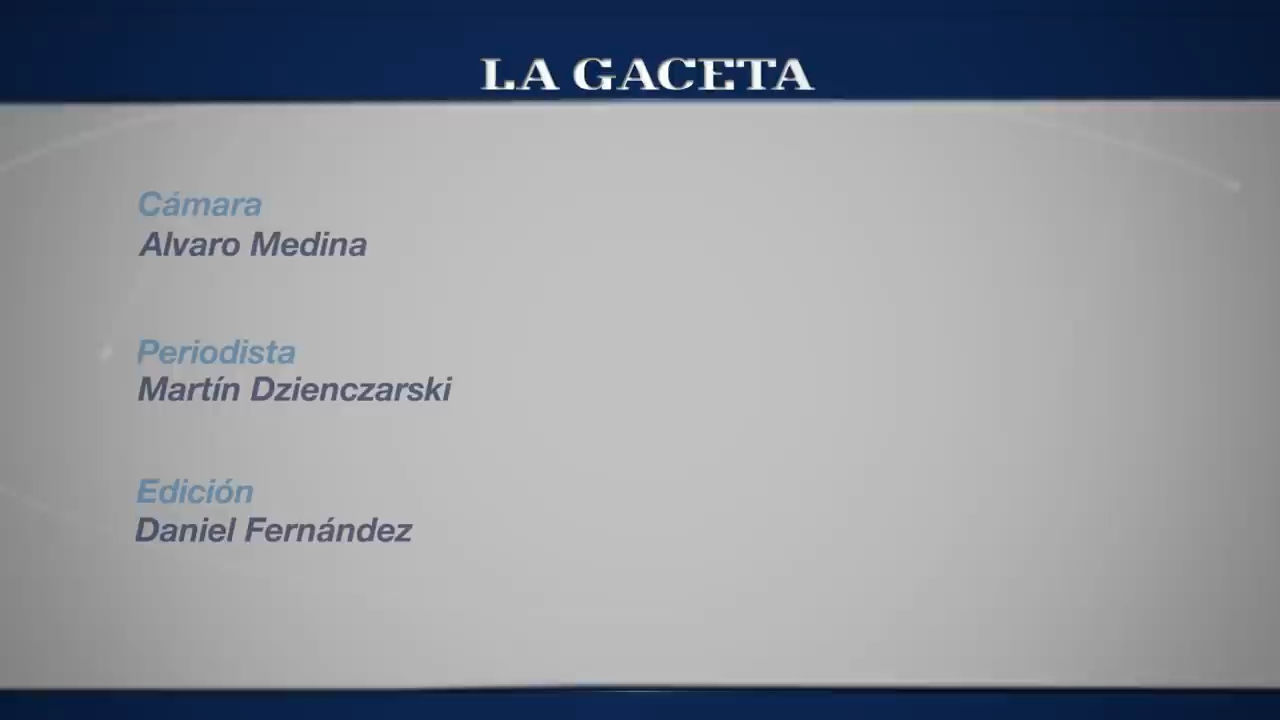 LA GACETA
Cámara
Alvaro Medina
Periodista
Martín Dzienczarski
Edición
Daniel Fernández